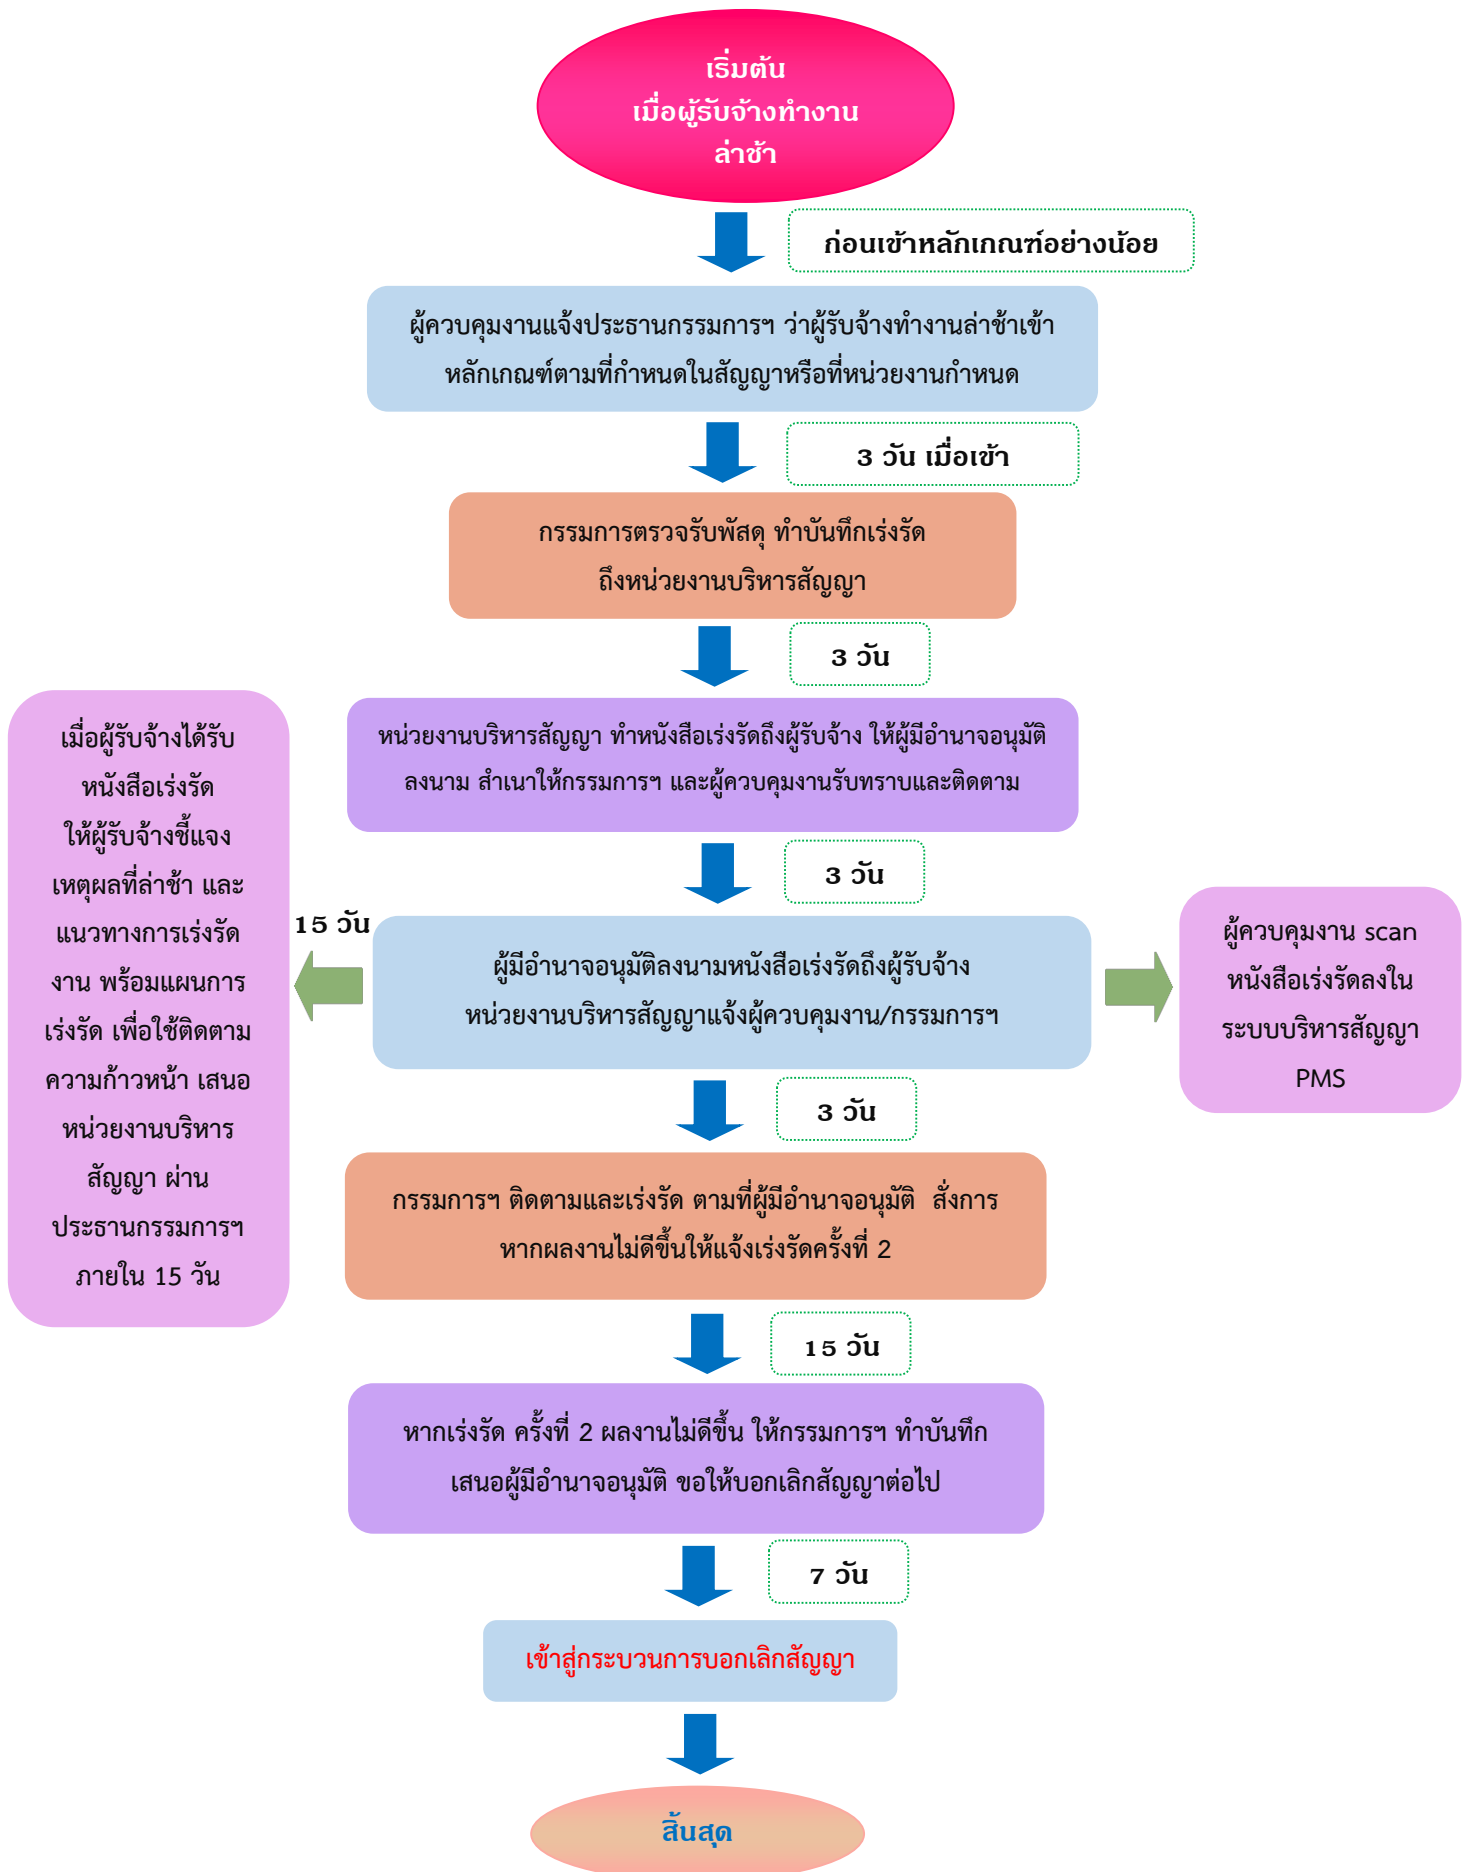 เริ่มต้น
เมื่อผู้รับจ้างทำงาน
ล่าช้า
ก่อนเข้าหลักเกณฑ์อย่างน้อย
ผู้ควบคุมงานแจ้งประธานกรรมการฯ ว่าผู้รับจ้างทำงานล่าช้าเข้า
หลักเกณฑ์ตามที่กำหนดในสัญญาหรือที่หน่วยงานกำหนด
3 วัน เมื่อเข้า
กรรมการตรวจรับพัสดุ ทำบันทึกเร่งรัด
ถึงหน่วยงานบริหารสัญญา
3 วัน
หน่วยงานบริหารสัญญา ทำหนังสือเร่งรัดถึงผู้รับจ้าง ให้ผู้มีอำนาจอนุมัติ
ลงนาม สำเนาให้กรรมการฯ และผู้ควบคุมงานรับทราบและติดตาม
3 วัน
15 วัน
เมื่อผู้รับจ้างได้รับ
หนังสือเร่งรัด
ให้ผู้รับจ้างชี้แจง
เหตุผลที่ล่าช้า และ
แนวทางการเร่งรัด
งาน พร้อมแผนการ
เร่งรัด เพื่อใช้ติดตาม
ความก้าวหน้า เสนอ
หน่วยงานบริหาร
สัญญา ผ่าน
ประธานกรรมการฯ
ภายใน 15 วัน
ผู้มีอำนาจอนุมัติลงนามหนังสือเร่งรัดถึงผู้รับจ้าง
หน่วยงานบริหารสัญญาแจ้งผู้ควบคุมงาน/กรรมการฯ
ผู้ควบคุมงาน scan
หนังสือเร่งรัดลงใน
ระบบบริหารสัญญา
PMS
3 วัน
กรรมการฯ ติดตามและเร่งรัด ตามที่ผู้มีอำนาจอนุมัติ  สั่งการ
หากผลงานไม่ดีขึ้นให้แจ้งเร่งรัดครั้งที่ 2
15 วัน
หากเร่งรัด ครั้งที่ 2 ผลงานไม่ดีขึ้น ให้กรรมการฯ ทำบันทึก
เสนอผู้มีอำนาจอนุมัติ ขอให้บอกเลิกสัญญาต่อไป
7 วัน
เข้าสู่กระบวนการบอกเลิกสัญญา
สิ้นสุด